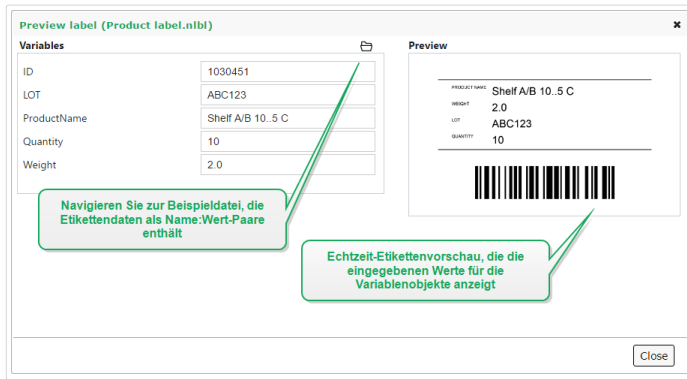 Preview label (Product label.nlbl)
Variables
Preview
ID
1030451
LOT
ABC123
ProductName
Shelf A/B 10..5 C
Quantity
10
Weight
2.0
PRODUCT NAME Shelf A/B 10..5 C
WEIGHT 2.0
LOT ABC123
QUANTITY 10
Navigieren Sie zur Beispieldatei, die
Etikettendaten als Name:Wert-Paare
enthält
Echtzeit-Etikettenvorschau, die die
eingegebenen Werte für die
Variablenobjekte anzeigt
Close